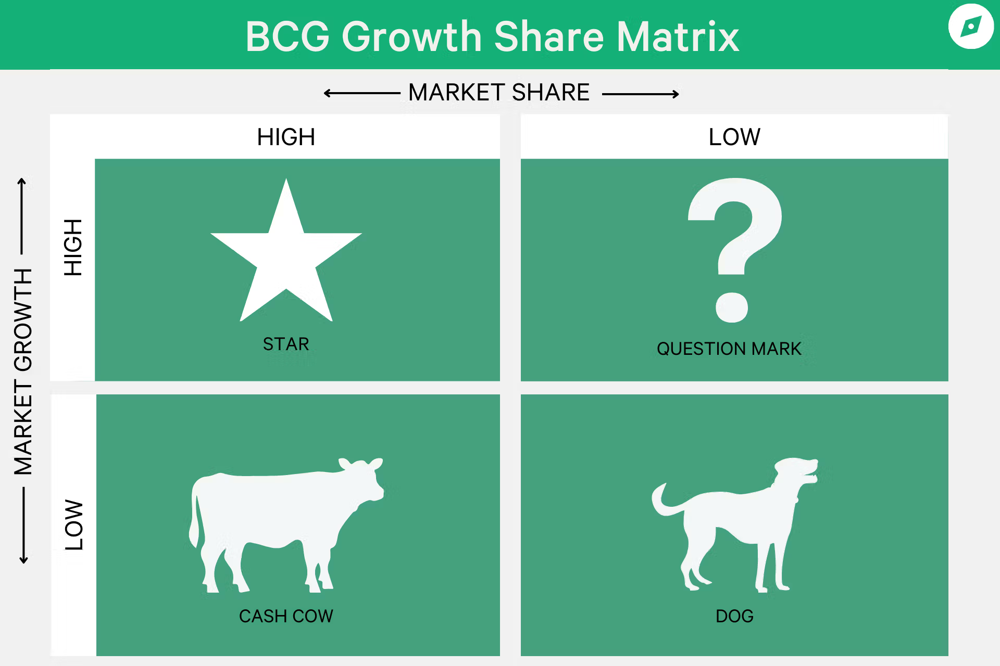 BCG Growth Share Matrix
MARKET SHARE
HIGH
LOW
MARKET GROWTH
HIGH
STAR
?
QUESTION MARK
LOW
CASH COW
DOG